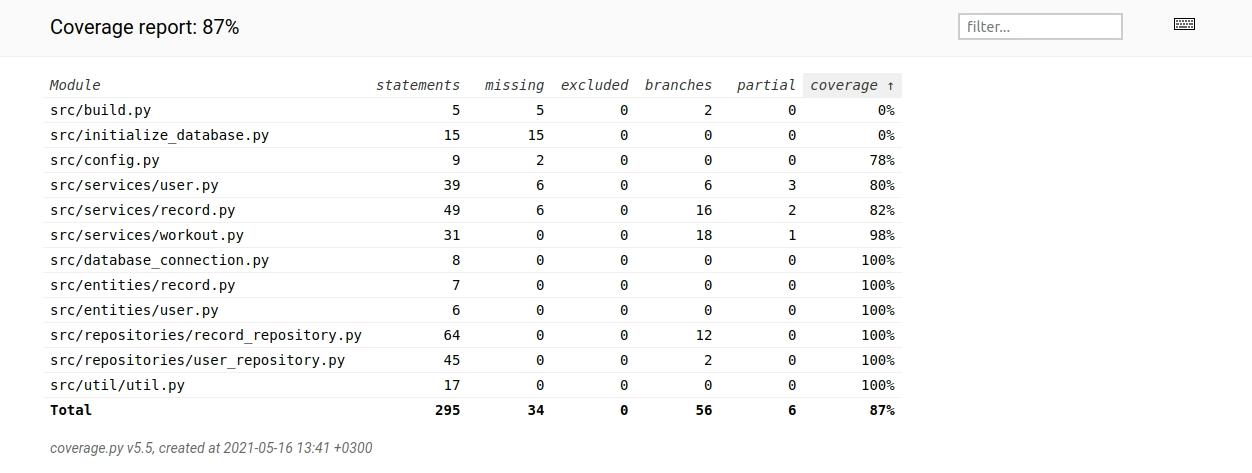 Coverage report: 87%
filter...
Module statements missing excluded branches partial coverage ↑
src/build.py 5 5 0 2 0 0%
src/initialize_database.py 15 15 0 0 0 0%
src/config.py 9 2 0 0 0 78%
src/services/user.py 39 6 0 6 3 80%
src/services/record.py 49 6 0 16 2 82%
src/services/workout.py 31 0 0 18 1 98%
src/database_connection.py 8 0 0 0 0 100%
src/entities/record.py 7 0 0 0 0 100%
src/entities/user.py 6 0 0 0 0 100%
src/repositories/record_repository.py 64 0 0 12 0 100%
src/repositories/user_repository.py 45 0 0 2 0 100%
src/util/util.py 17 0 0 0 0 100%
Total 295 34 0 56 6 87%
coverage.py v5.5, created at 2021-05-16 13:41 +0300